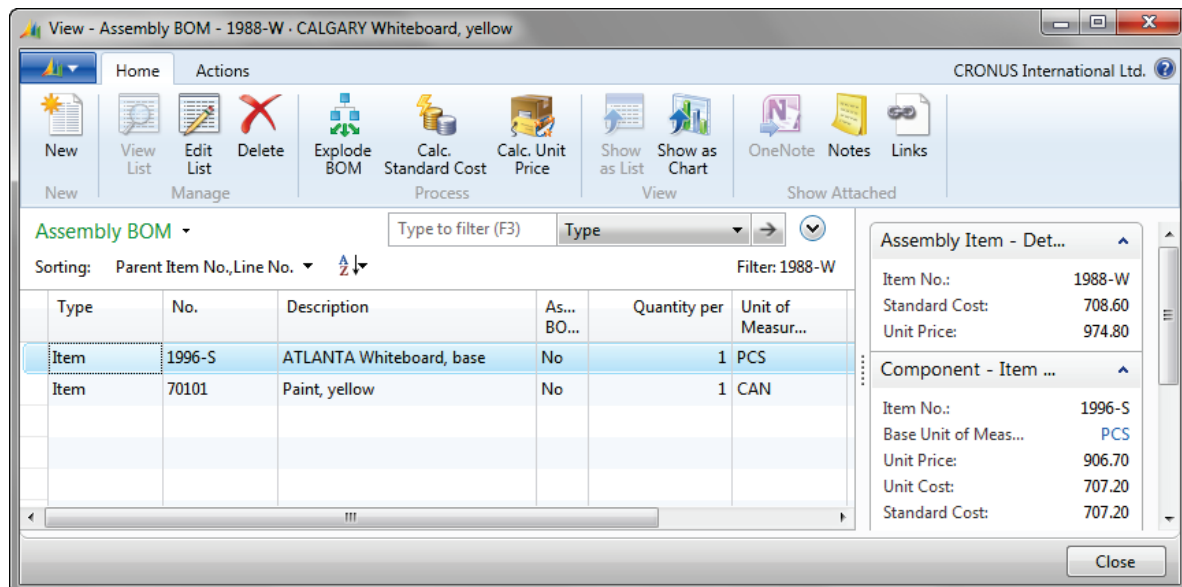 View - Assembly BOM - 1988-W · CALGARY Whiteboard, yellow
Home Actions CRONUS International Ltd.
New View List Edit List Delete Explode BOM Calc. Standard Cost Calc. Unit Price Show as List Show as Chart OneNote Notes Links
New Manage Process View Show Attached
Assembly BOM Type to filter (F3) Type
Sorting: Parent Item No.,Line No. Filter: 1988-W
Type No. Description As... BO... Quantity per Unit of Measur...
Item 1996-S ATLANTA Whiteboard, base No 1 PCS
Item 70101 Paint, yellow No 1 CAN
Assembly Item - Det...
Item No.: 1988-W
Standard Cost: 708.60
Unit Price: 974.80
Component - Item ...
Item No.: 1996-S
Base Unit of Meas... PCS
Unit Price: 906.70
Unit Cost: 707.20
Standard Cost: 707.20
Close